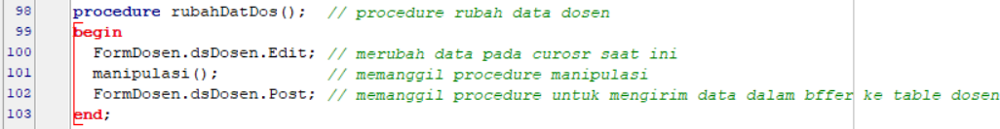 98 procedure rubahDatDos(); // procedure rubah data dosen
99 begin
100 FormDosen.dsDosen.Edit; // merubah data pada curosr saat ini
101 manipulasi(); // memanggil procedure manipulasi
102 FormDosen.dsDosen.Post; // memanggil procedure untuk mengirim data dalam bffer ke table dosen
103 end;